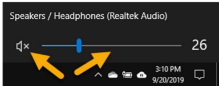 Speakers / Headphones (Realtek Audio)
26
3:10 PM
9/20/2019